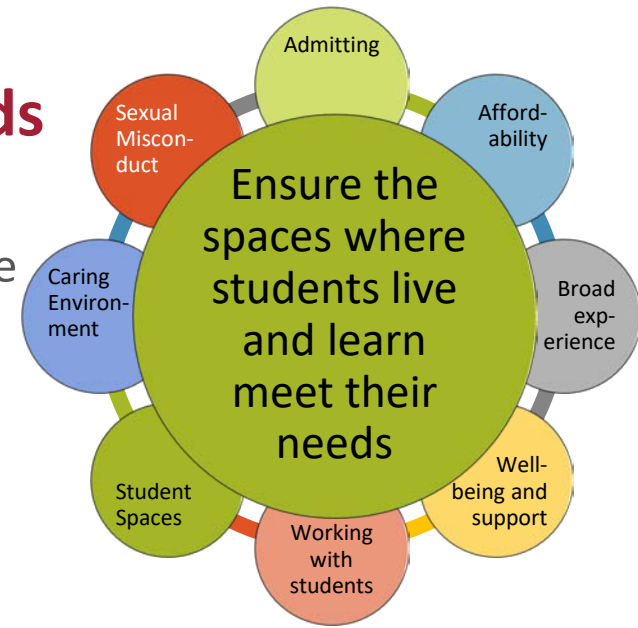 ds
e
Admitting
Afford-
ability
Broad
exp-
erience
Well-
being and
support
Working
with
students
Student
Spaces
Caring
Environ-
ment
Sexual
Miscon-
duct
Ensure the
spaces where
students live
and learn
meet their
needs